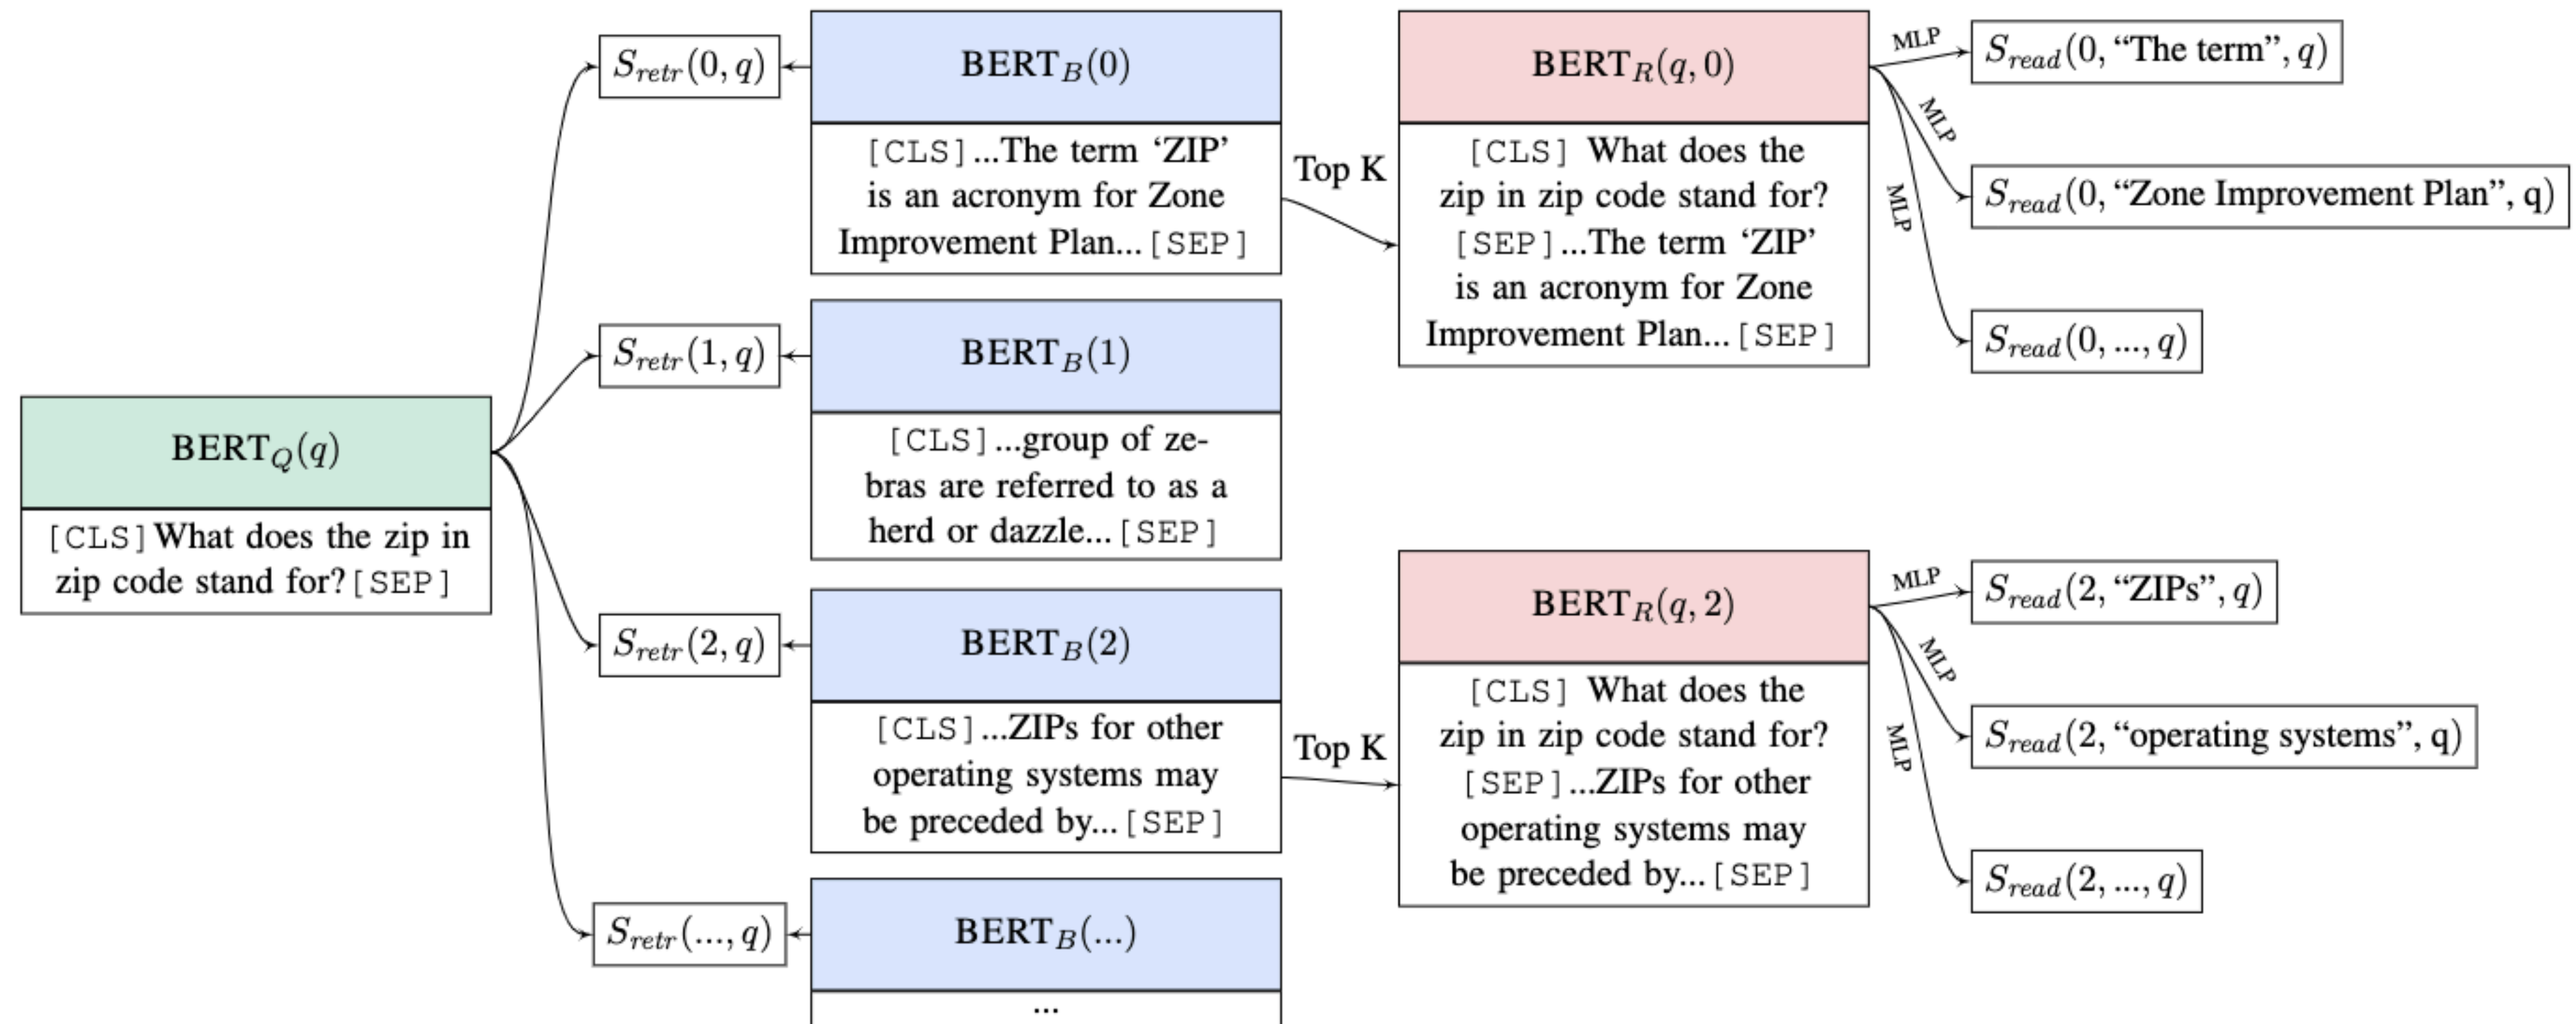 BERT_Q(q)
[CLS]What does the zip in
zip code stand for?[SEP]
S_retr(0, q)
S_retr(1, q)
S_retr(2, q)
S_retr(..., q)
BERT_B(0)
[CLS]...The term ‘ZIP’
is an acronym for Zone
Improvement Plan...[SEP]
BERT_B(1)
[CLS]...group of ze-
bras are referred to as a
herd or dazzle...[SEP]
BERT_B(2)
[CLS]...ZIPs for other
operating systems may
be preceded by...[SEP]
BERT_B(...)
...
Top K
Top K
BERT_R(q, 0)
[CLS] What does the
zip in zip code stand for?
[SEP]...The term ‘ZIP’
is an acronym for Zone
Improvement Plan...[SEP]
MLP
MLP
MLP
S_read(0, “The term”, q)
S_read(0, “Zone Improvement Plan”, q)
S_read(0, ..., q)
BERT_R(q, 2)
[CLS] What does the
zip in zip code stand for?
[SEP]...ZIPs for other
operating systems may
be preceded by...[SEP]
MLP
MLP
MLP
S_read(2, “ZIPs”, q)
S_read(2, “operating systems”, q)
S_read(2, ..., q)